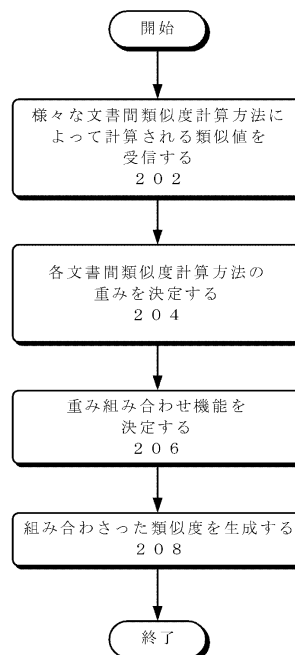 開始
様々な文書間類似度計算方法に
よって計算される類似値を
受信する
２０２
各文書間類似度計算方法の
重みを決定する
２０４
重み組み合わせ機能を
決定する
２０６
組み合わさった類似度を生成する
２０８
終了